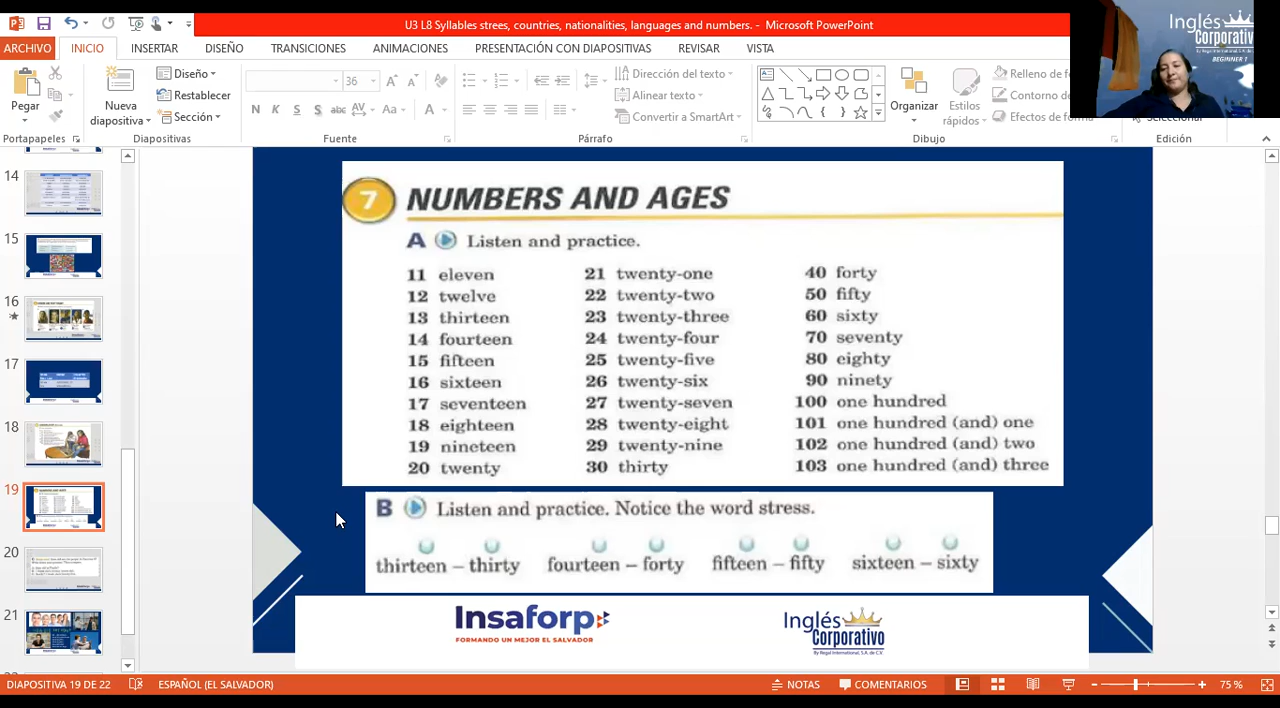 U3 L8 Syllables strees, countries, nationalities, languages and numbers. - Microsoft PowerPoint
ARCHIVO INICIO INSERTAR DISEÑO TRANSICIONES ANIMACIONES PRESENTACIÓN CON DIAPOSITIVAS REVISAR VISTA
Inglés
Corporativo
BEGINNER 1
Pegar
Nueva
diapositiva
Diseño
Restablecer
Sección
36
N K S S abc AV Aa A
Dirección del texto
Alinear texto
Convertir a SmartArt
Organizar
Estilos
rápidos
Relleno de f
Contorno de
Efectos de forma
Seleccionar
Portapapeles Diapositivas Fuente Párrafo Dibujo Edición
14
15
16
17
18
19
20
21
7 NUMBERS AND AGES
A Listen and practice.
11 eleven 21 twenty-one 40 forty
12 twelve 22 twenty-two 50 fifty
13 thirteen 23 twenty-three 60 sixty
14 fourteen 24 twenty-four 70 seventy
15 fifteen 25 twenty-five 80 eighty
16 sixteen 26 twenty-six 90 ninety
17 seventeen 27 twenty-seven 100 one hundred
18 eighteen 28 twenty-eight 101 one hundred (and) one
19 nineteen 29 twenty-nine 102 one hundred (and) two
20 twenty 30 thirty 103 one hundred (and) three
B Listen and practice. Notice the word stress.
thirteen – thirty fourteen – forty fifteen – fifty sixteen – sixty
Insaforp
FORMANDO UN MEJOR EL SALVADOR
Inglés
Corporativo
By Regal International, S.A. de C.V.
DIAPOSITIVA 19 DE 22 ESPAÑOL (EL SALVADOR) NOTAS COMENTARIOS 75 %